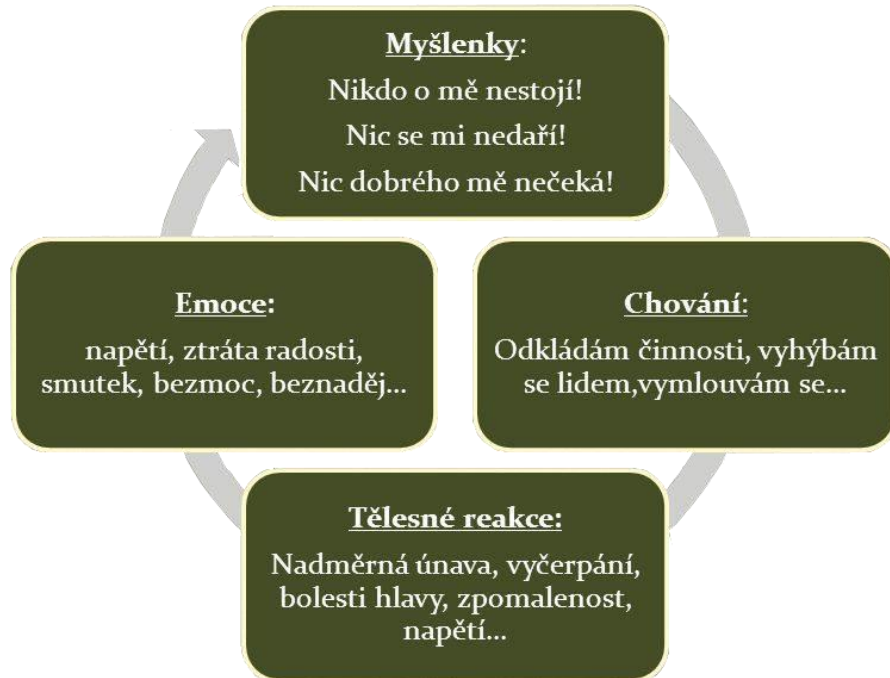 Myšlenky:
Nikdo o mě nestojí!
Nic se mi nedaří!
Nic dobrého mě nečeká!
Emoce:
napětí, ztráta radosti,
smutek, bezmoc, beznaděj...
Chování:
Odkládám činnosti, vyhýbám
se lidem,vymlouvám se...
Tělesné reakce:
Nadměrná únava, vyčerpání,
bolesti hlavy, zpomalenost,
napětí...